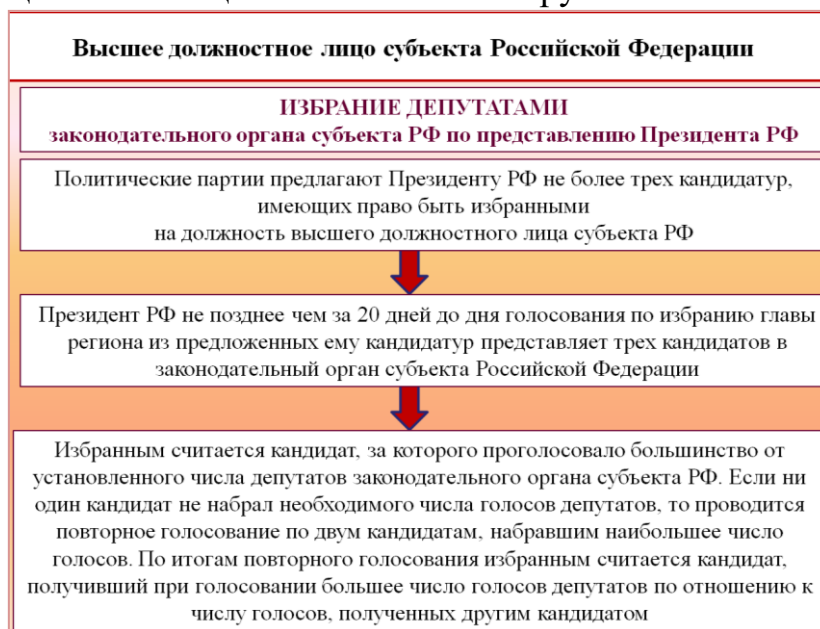 Высшее должностное лицо субъекта Российской Федерации
ИЗБРАНИЕ ДЕПУТАТАМИ
законодательного органа субъекта РФ по представлению Президента РФ
Политические партии предлагают Президенту РФ не более трех кандидатур,
имеющих право быть избранными
на должность высшего должностного лица субъекта РФ
Президент РФ не позднее чем за 20 дней до дня голосования по избранию главы
региона из предложенных ему кандидатур представляет трех кандидатов в
законодательный орган субъекта Российской Федерации
Избранным считается кандидат, за которого проголосовало большинство от
установленного числа депутатов законодательного органа субъекта РФ. Если ни
один кандидат не набрал необходимого числа голосов депутатов, то проводится
повторное голосование по двум кандидатам, набравшим наибольшее число
голосов. По итогам повторного голосования избранным считается кандидат,
получивший при голосовании большее число голосов депутатов по отношению к
числу голосов, полученных другим кандидатом